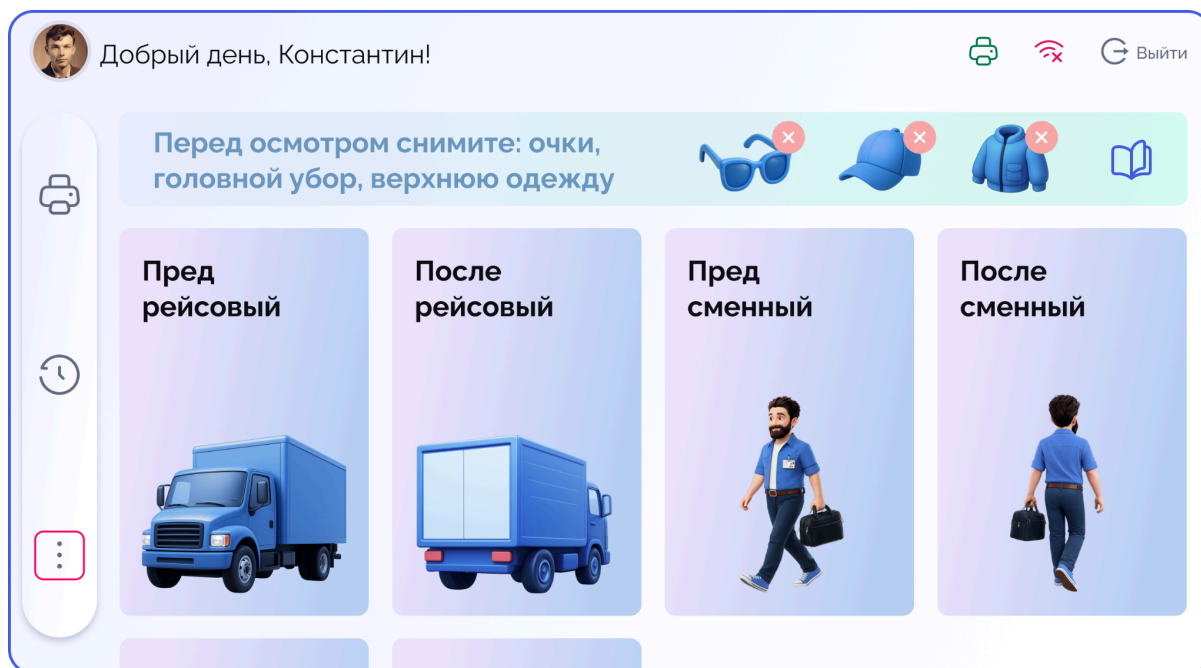 Добрый день, Константин!
Выйти
Перед осмотром снимите: очки,
головной убор, верхнюю одежду
Пред
рейсовый
После
рейсовый
Пред
сменный
После
сменный